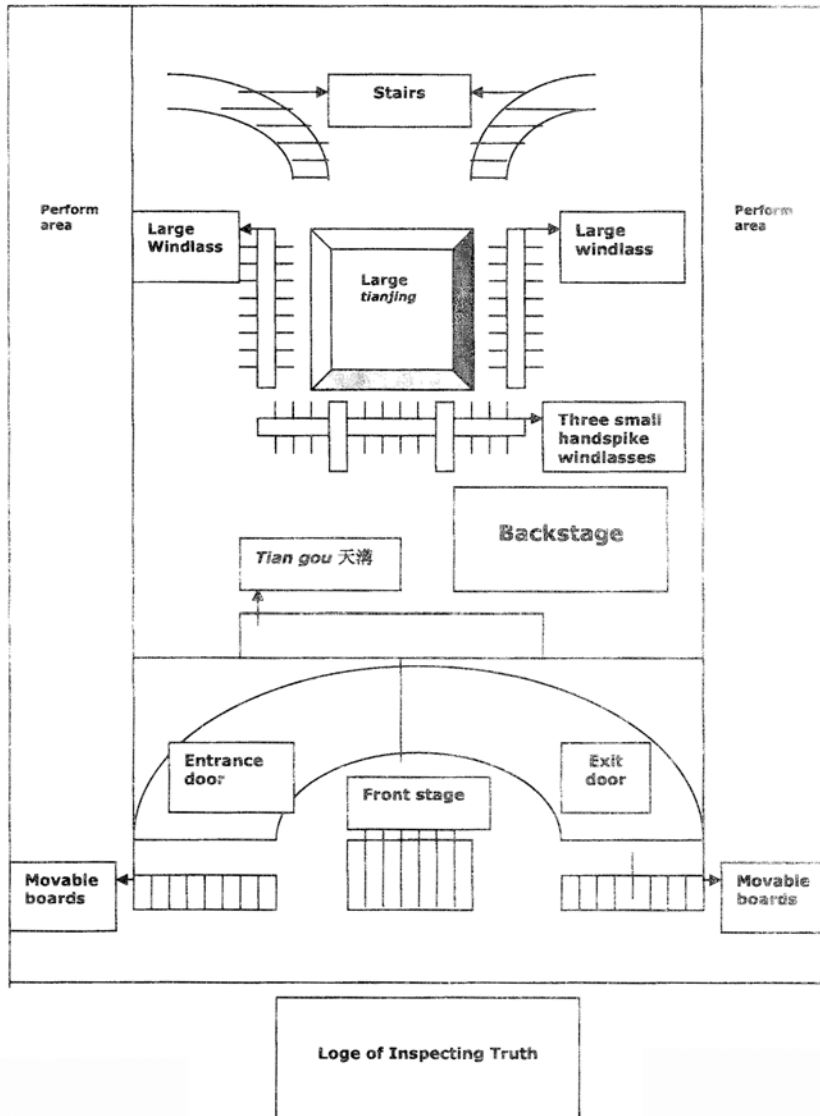 Stairs
Perform
area
Perform
area
Large
Windlass
Large
windlass
Large
tianjing
Three small
handspike
windlasses
Backstage
Tian gou 天溝
Entrance
door
Exit
door
Front stage
Movable
boards
Movable
boards
Loge of Inspecting Truth